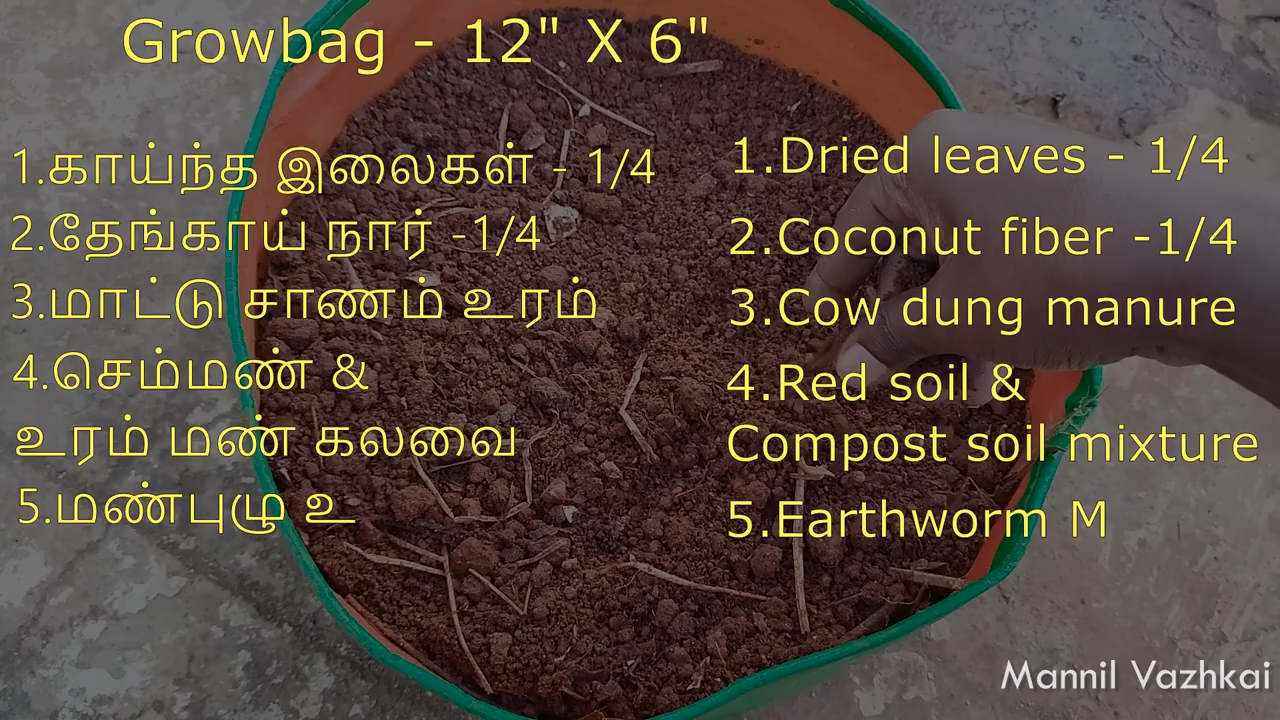 Growbag - 12" X 6"
1.காய்ந்த இலைகள் - 1/4
2.தேங்காய் நார் -1/4
3.மாட்டு சாணம் உரம்
4.செம்மண் &
உரம் மண் கலவை
5.மண்புழு உ
1.Dried leaves - 1/4
2.Coconut fiber -1/4
3.Cow dung manure
4.Red soil &
Compost soil mixture
5.Earthworm M
Mannil Vazhkai